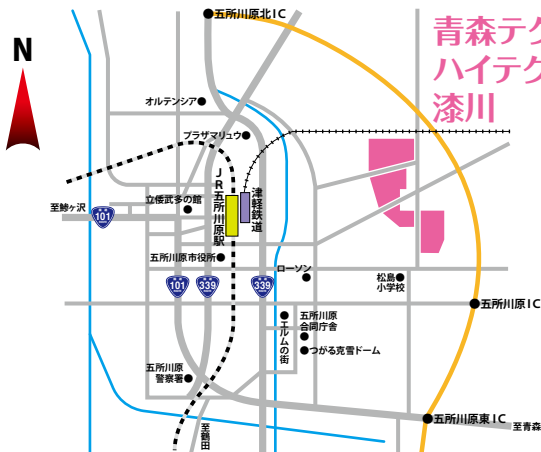 五所川原北IC
青森テク
ハイテク
漆川
N
オルテンシア
プラザマリュウ
JR五所川原駅
津軽鉄道
立佞武多の館
至鰺ヶ沢
101
五所川原市役所
ローソン
松島
小学校
101
339
339
五所川原IC
エルムの街
五所川原
合同庁舎
つがる克雪ドーム
五所川原
警察署
五所川原東IC
至青森
至鶴田